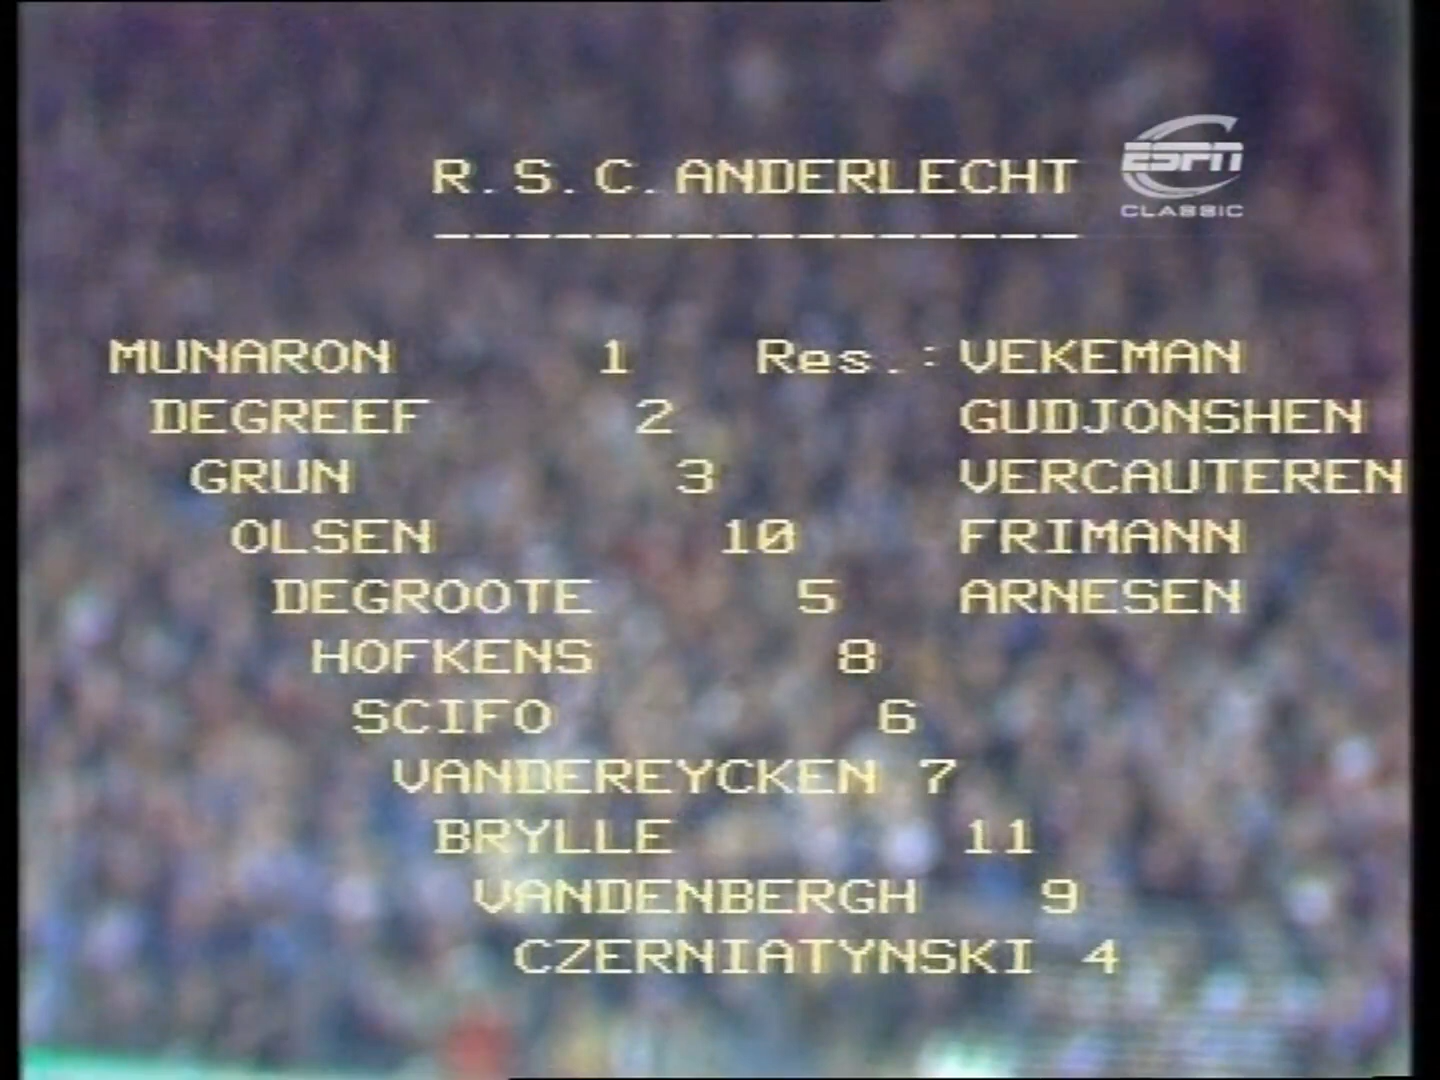 R.S.C.ANDERLECHT
ESPN
CLASSIC
----------------
MUNARON 1 Res.: VEKEMAN
DEGREEF 2 GUDJONSHEN
GRUN 3 VERCAUTEREN
OLSEN 10 FRIMANN
DEGROOTE 5 ARNESEN
HOFKENS 8
SCIFO 6
VANDEREYCKEN 7
BRYLLE 11
VANDENBERGH 9
CZERNIATYNSKI 4